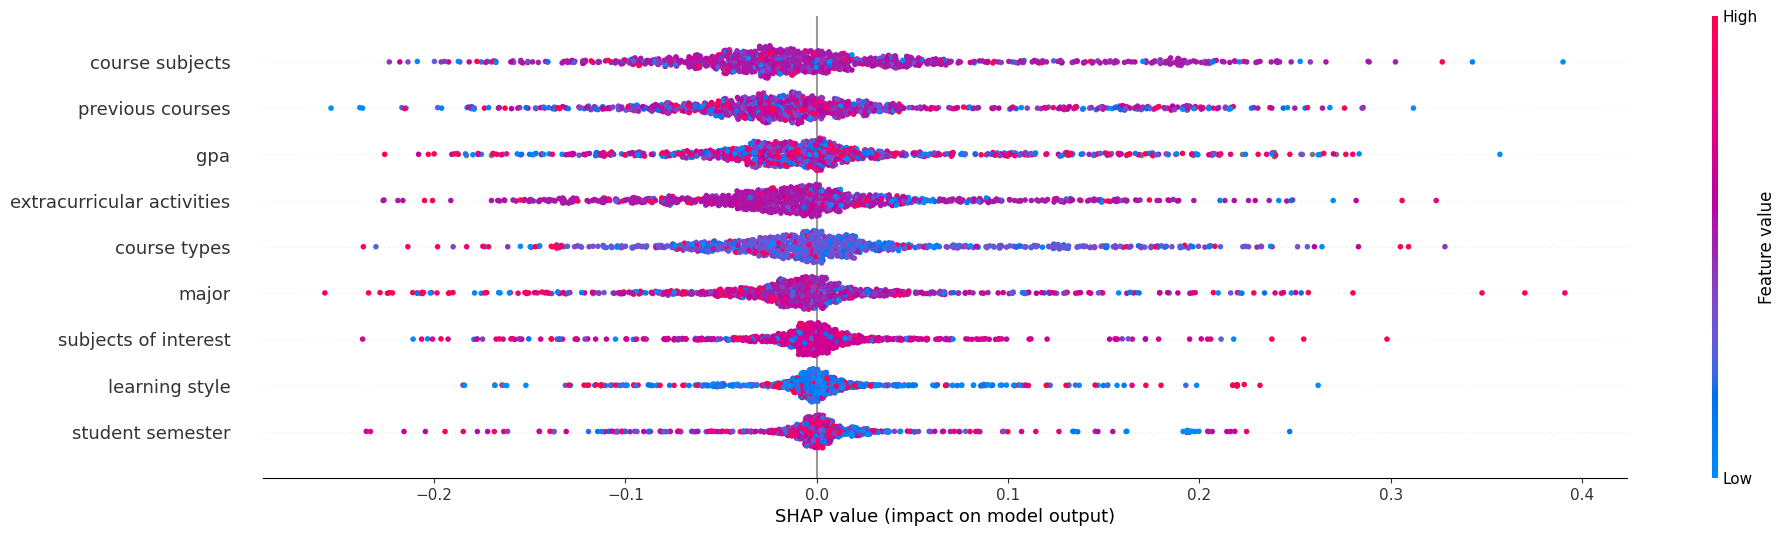 High
course subjects
previous courses
gpa
extracurricular activities
course types
major
subjects of interest
learning style
student semester
Feature value
Low
−0.2 −0.1 0.0 0.1 0.2 0.3 0.4
SHAP value (impact on model output)